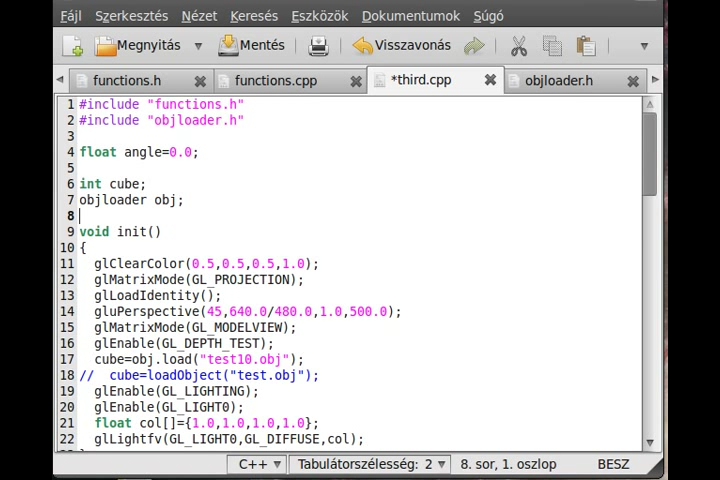 Fájl Szerkesztés Nézet Keresés Eszközök Dokumentumok Súgó
Megnyitás Mentés Visszavonás
functions.h functions.cpp *third.cpp objloader.h
1 #include "functions.h"
2 #include "objloader.h"
3
4 float angle=0.0;
5
6 int cube;
7 objloader obj;
8
9 void init()
10 {
11 glClearColor(0.5,0.5,0.5,1.0);
12 glMatrixMode(GL_PROJECTION);
13 glLoadIdentity();
14 gluPerspective(45,640.0/480.0,1.0,500.0);
15 glMatrixMode(GL_MODELVIEW);
16 glEnable(GL_DEPTH_TEST);
17 cube=obj.load("test10.obj");
18 // cube=loadObject("test.obj");
19 glEnable(GL_LIGHTING);
20 glEnable(GL_LIGHT0);
21 float col[]={1.0,1.0,1.0,1.0};
22 glLightfv(GL_LIGHT0,GL_DIFFUSE,col);
C++ Tabulátorszélesség: 2 8. sor, 1. oszlop BESZ